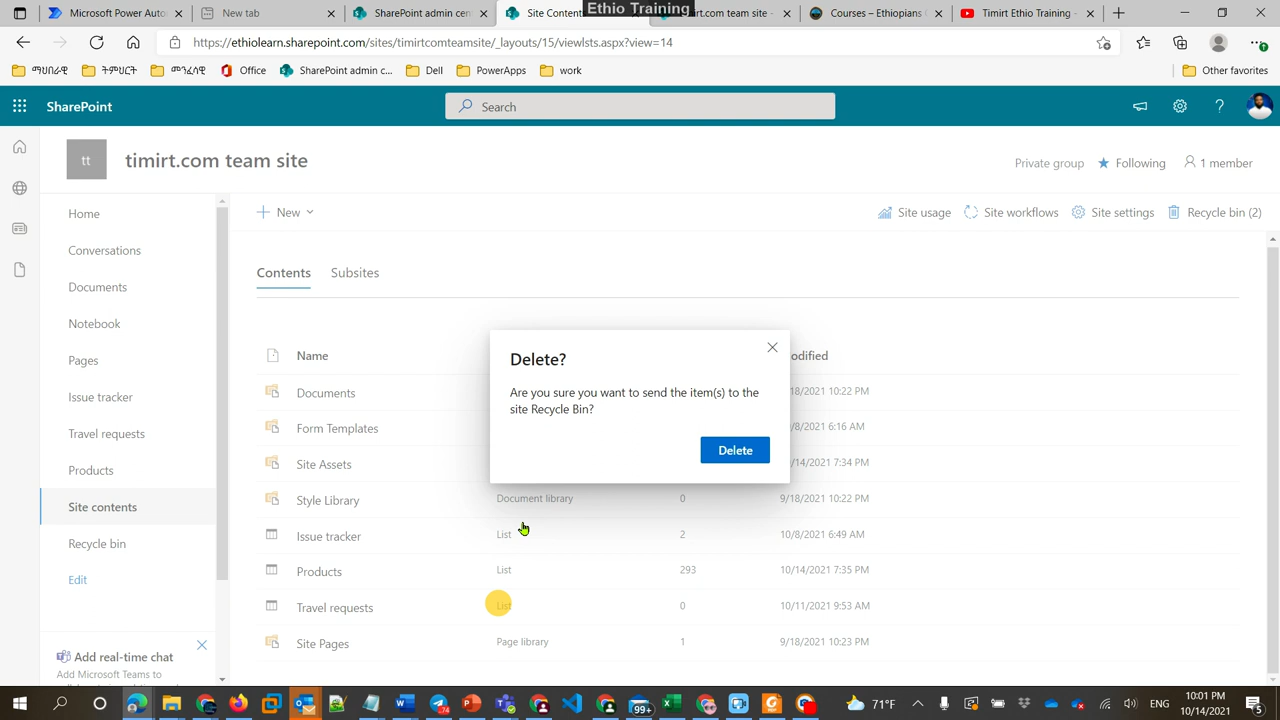 Ethio Training
Microsoft Power Auto
New tab
SharePoint admin cen
Site Contents
rt.com team site -
Courses – Ethiopians
Timirt Ethio Training
https://ethiolearn.sharepoint.com/sites/timirtcomteamsite/_layouts/15/viewlsts.aspx?view=14
ማህበራዊ
ትምህርት
መንፈሳዊ
Office
SharePoint admin c...
Dell
PowerApps
work
Other favorites
SharePoint
Search
tt
timirt.com team site
Private group
Following
1 member
Home
Conversations
Documents
Notebook
Pages
Issue tracker
Travel requests
Products
Site contents
Recycle bin
Edit
Add real-time chat
Add Microsoft Teams to
New
Site usage
Site workflows
Site settings
Recycle bin (2)
Contents
Subsites
Name
odified
Documents
/18/2021 10:22 PM
Form Templates
/8/2021 6:16 AM
Site Assets
/14/2021 7:34 PM
Style Library
Document library
0
9/18/2021 10:22 PM
Issue tracker
List
2
10/8/2021 6:49 AM
Products
List
293
10/14/2021 7:35 PM
Travel requests
List
0
10/11/2021 9:53 AM
Site Pages
Page library
1
9/18/2021 10:23 PM
Delete?
Are you sure you want to send the item(s) to the
site Recycle Bin?
Delete
99+
71°F
ENG
10:01 PM
10/14/2021
5